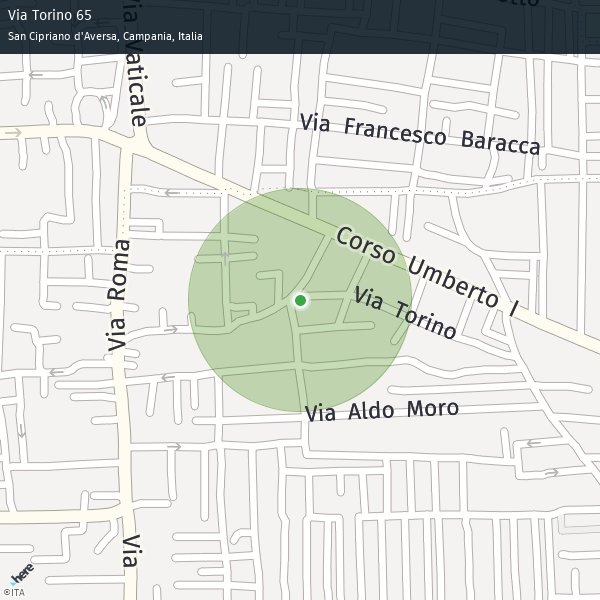 Via Torino 65
San Cipriano d'Aversa, Campania, Italia
Via Vaticale
Via Francesco Baracca
Corso Umberto I
Via Roma
Via Torino
Via Aldo Moro
Via
here
©ITA